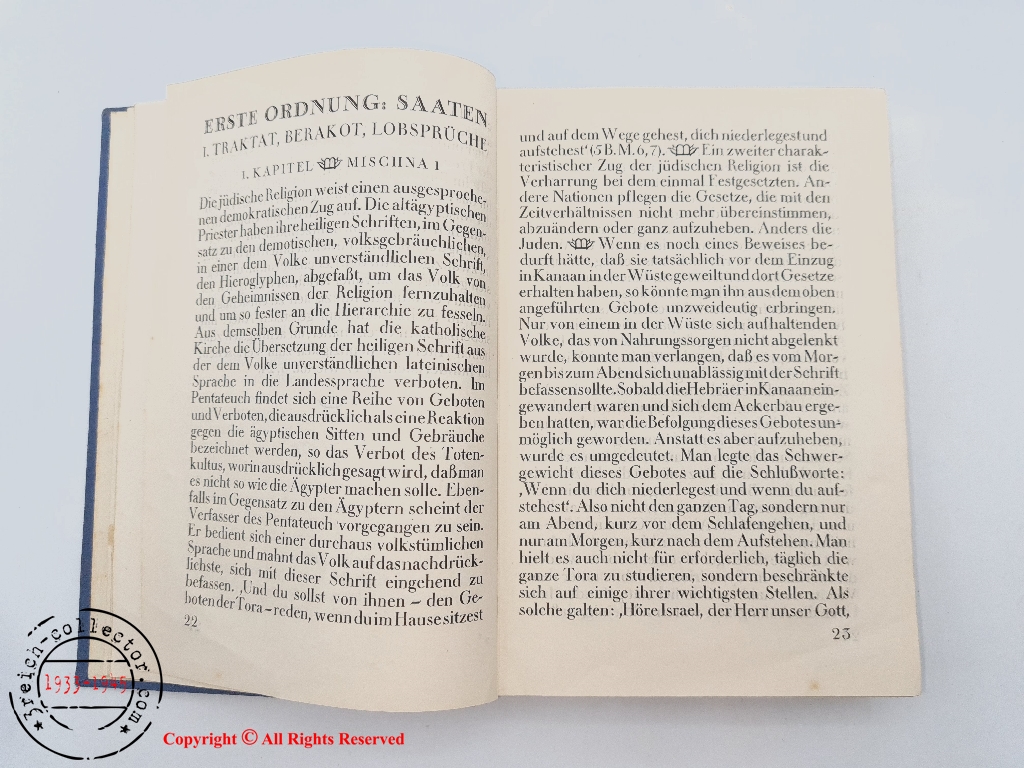 ERSTE ORDNUNG: SAATEN
1. TRAKTAT, BERAKOT, LOBSPRÜCHE
1. KAPITEL MISCHNA 1
Die jüdische Religion weist einen ausgesproche-
nen demokratischen Zug auf. Die altägyptischen
Priester haben ihre heiligen Schriften, im Gegen-
satz zu den demotischen, volksgebräuchlichen,
in einer dem Volke unverständlichen Schrift,
den Hieroglyphen, abgefaßt, um das Volk von
den Geheimnissen der Religion fernzuhalten
und um so fester an die Hierarchie zu fesseln.
Aus demselben Grunde hat die katholische
Kirche die Übersetzung der heiligen Schrift aus
der dem Volke unverständlichen lateinischen
Sprache in die Landessprache verboten. Im
Pentateuch findet sich eine Reihe von Geboten
und Verboten, die ausdrücklich als eine Reaktion
gegen die ägyptischen Sitten und Gebräuche
bezeichnet werden, so das Verbot des Toten-
kultus, worin ausdrücklich gesagt wird, daß man
es nicht so wie die Ägypter machen solle. Eben-
falls im Gegensatz zu den Ägyptern scheint der
Verfasser des Pentateuch vorgegangen zu sein.
Er bedient sich einer durchaus volkstümlichen
Sprache und mahnt das Volk auf das nachdrück-
lichste, sich mit dieser Schrift eingehend zu
befassen. ‚Und du sollst von ihnen – den Ge-
boten der Tora – reden, wenn du im Hause sitzest
22
und auf dem Wege gehest, dich niederlegest und
aufstehest‘ (5 B. M. 6, 7). Ein zweiter charak-
teristischer Zug der jüdischen Religion ist die
Verharrung bei dem einmal Festgesetzten. An-
dere Nationen pflegen die Gesetze, die mit den
Zeitverhältnissen nicht mehr übereinstimmen,
abzuändern oder ganz aufzuheben. Anders die
Juden. Wenn es noch eines Beweises be-
durft hätte, daß sie tatsächlich vor dem Einzug
in Kanaan in der Wüste geweilt und dort Gesetze
erhalten haben, so könnte man ihn aus dem oben
angeführten Gebote unzweideutig erbringen.
Nur von einem in der Wüste sich aufhaltenden
Volke, das von Nahrungssorgen nicht abgelenkt
wurde, konnte man verlangen, daß es vom Mor-
gen bis zum Abend sich unablässig mit der Schrift
befassen sollte. Sobald die Hebräer in Kanaan ein-
gewandert waren und sich dem Ackerbau erge-
ben hatten, war die Befolgung dieses Gebotes un-
möglich geworden. Anstatt es aber aufzuheben,
wurde es umgedeutet. Man legte das Schwer-
gewicht dieses Gebotes auf die Schlußworte:
‚Wenn du dich niederlegest und wenn du auf-
stehest‘. Also nicht den ganzen Tag, sondern nur
am Abend, kurz vor dem Schlafengehen, und
nur am Morgen, kurz nach dem Aufstehen. Man
hielt es auch nicht für erforderlich, täglich die
ganze Tora zu studieren, sondern beschränkte
sich auf einige ihrer wichtigsten Stellen. Als
solche galten: ‚Höre Israel, der Herr unser Gott,
23
3reich-collector.com
1933-1945
Copyright © All Rights Reserved